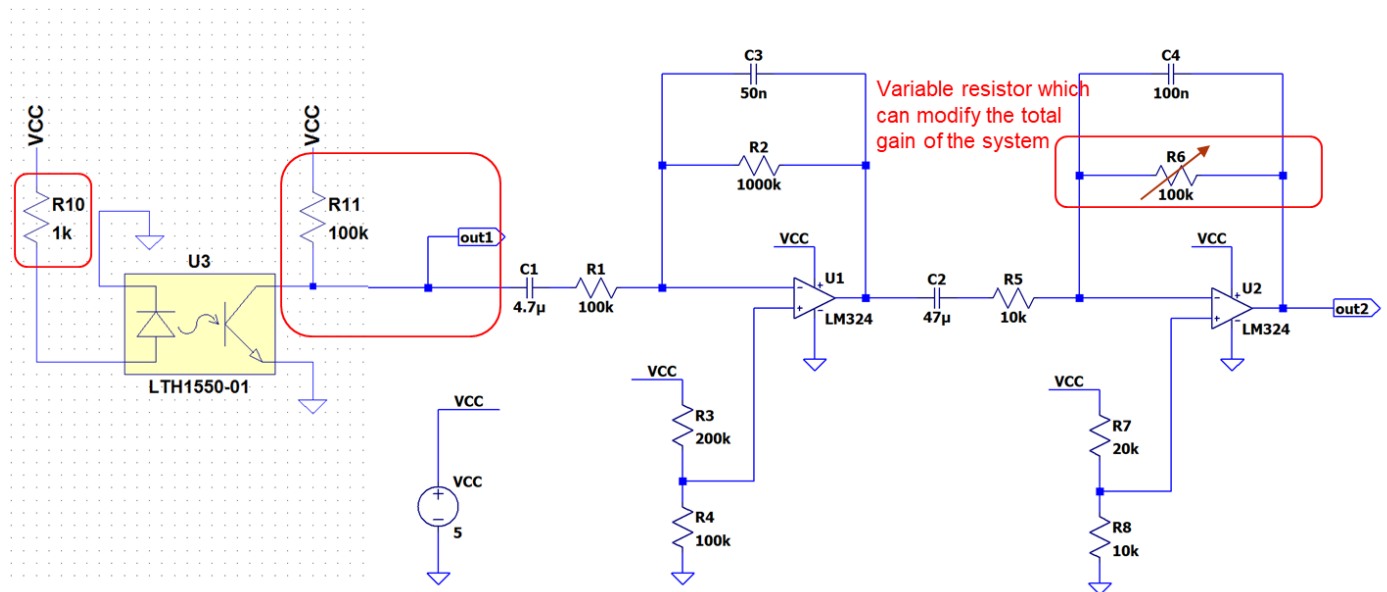 C3
50n
Variable resistor which
can modify the total
gain of the system
C4
100n
VCC
VCC
R2
1000k
R6
100k
R10
1k
R11
100k
out1
VCC
VCC
U3
C1
4.7µ
R1
100k
U1
LM324
C2
47µ
R5
10k
U2
LM324
out2
LTH1550-01
VCC
VCC
VCC
R3
200k
R7
20k
VCC
5
R4
100k
R8
10k